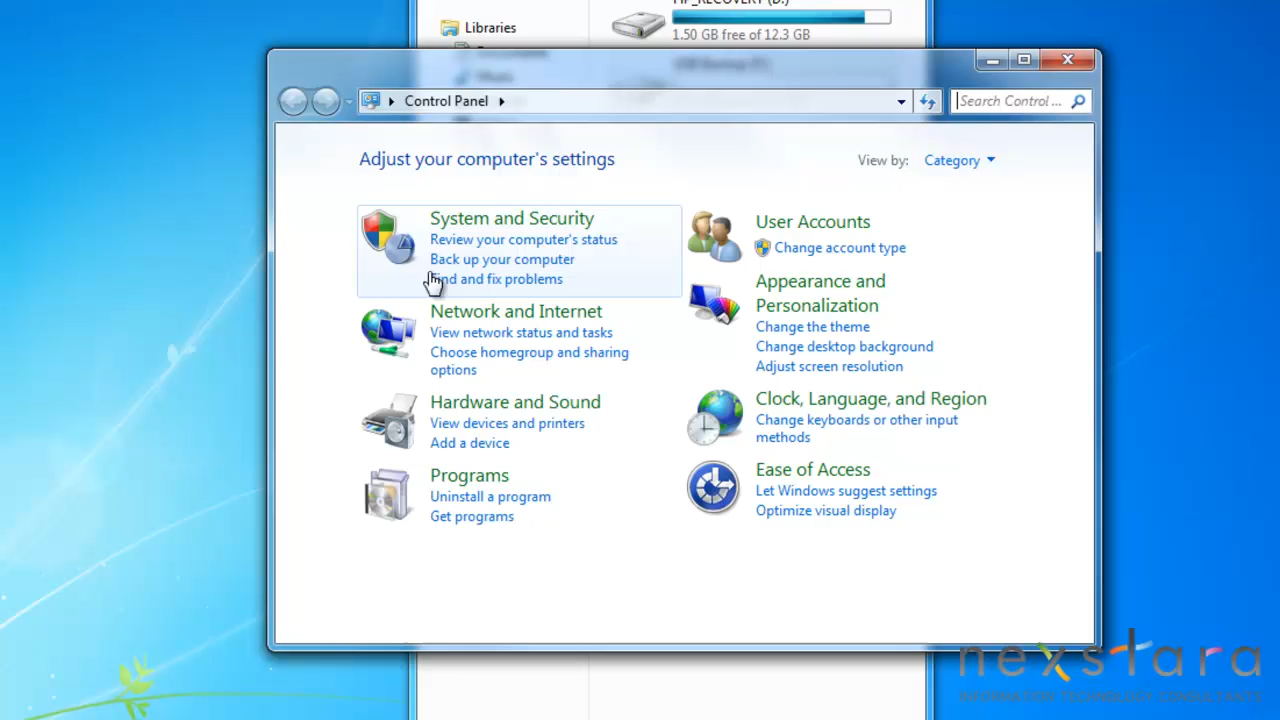 HP_RECOVERY (D:)
Libraries
1.50 GB free of 12.3 GB
Control Panel
Search Control ...
Adjust your computer's settings
View by: Category
System and Security
Review your computer's status
Back up your computer
Find and fix problems
Network and Internet
View network status and tasks
Choose homegroup and sharing
options
Hardware and Sound
View devices and printers
Add a device
Programs
Uninstall a program
Get programs
User Accounts
Change account type
Appearance and
Personalization
Change the theme
Change desktop background
Adjust screen resolution
Clock, Language, and Region
Change keyboards or other input
methods
Ease of Access
Let Windows suggest settings
Optimize visual display
nexstara
INFORMATION TECHNOLOGY CONSULTANTS